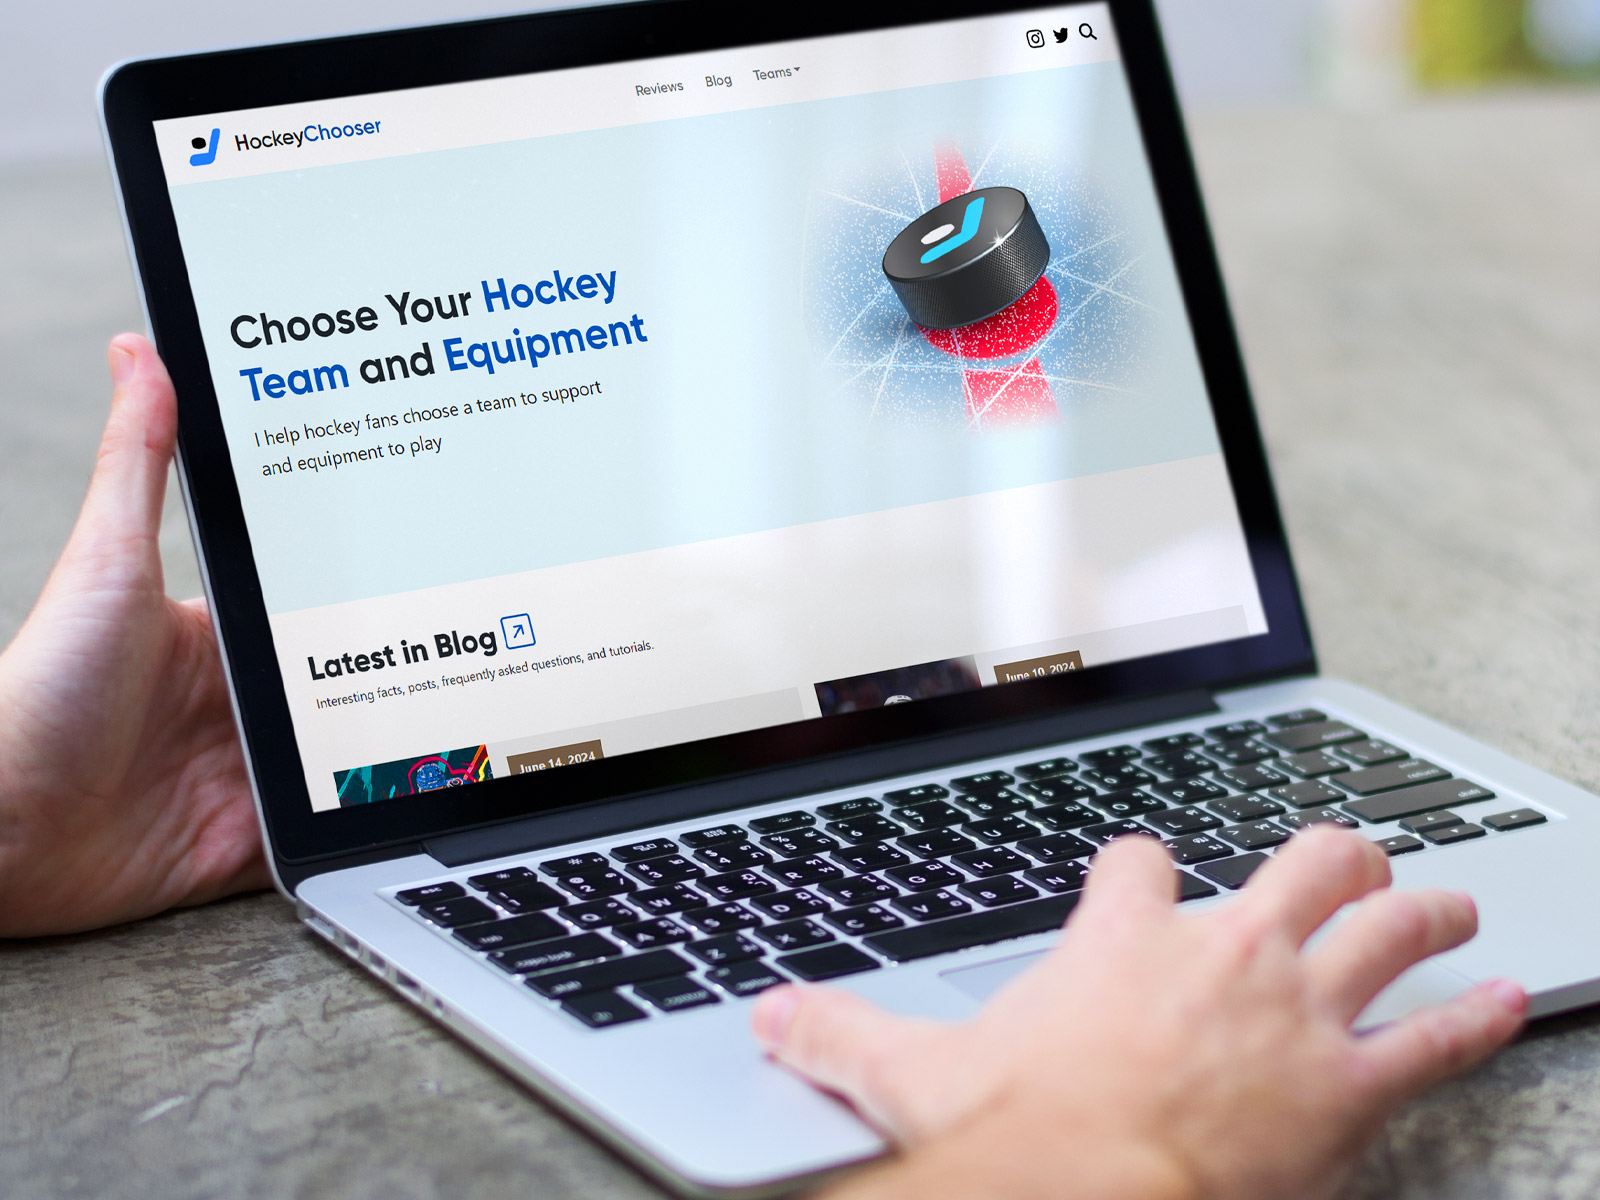 Reviews Blog Teams
HockeyChooser
Choose Your Hockey
Team and Equipment
I help hockey fans choose a team to support
and equipment to play
Latest in Blog
Interesting facts, posts, frequently asked questions, and tutorials.
June 10, 2024
June 14, 2024
esc
Q W E R T Y U I O P
A S D F G H J K L
Z X C V B N